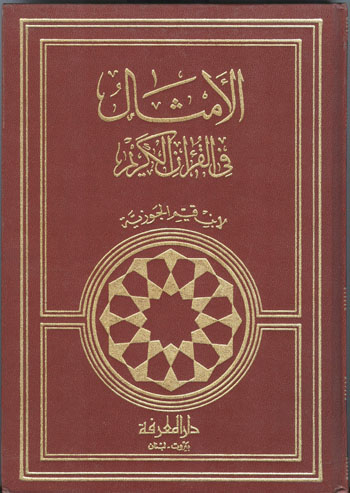 الأمثال
في القرآن الكريم
لابن قيم الجوزية
دار المعرفة
بيروت - لبنان